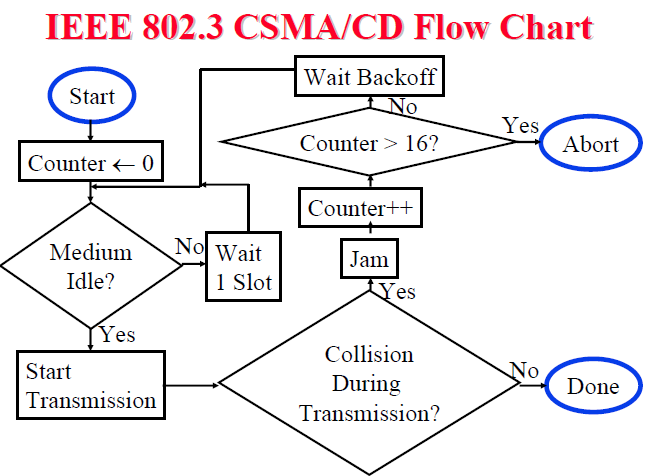 IEEE 802.3 CSMA/CD Flow Chart
Start
Counter ← 0
Medium
Idle?
No
Wait
1 Slot
Yes
Start
Transmission
Collision
During
Transmission?
No
Done
Yes
Jam
Counter++
Counter > 16?
Yes
Abort
No
Wait Backoff